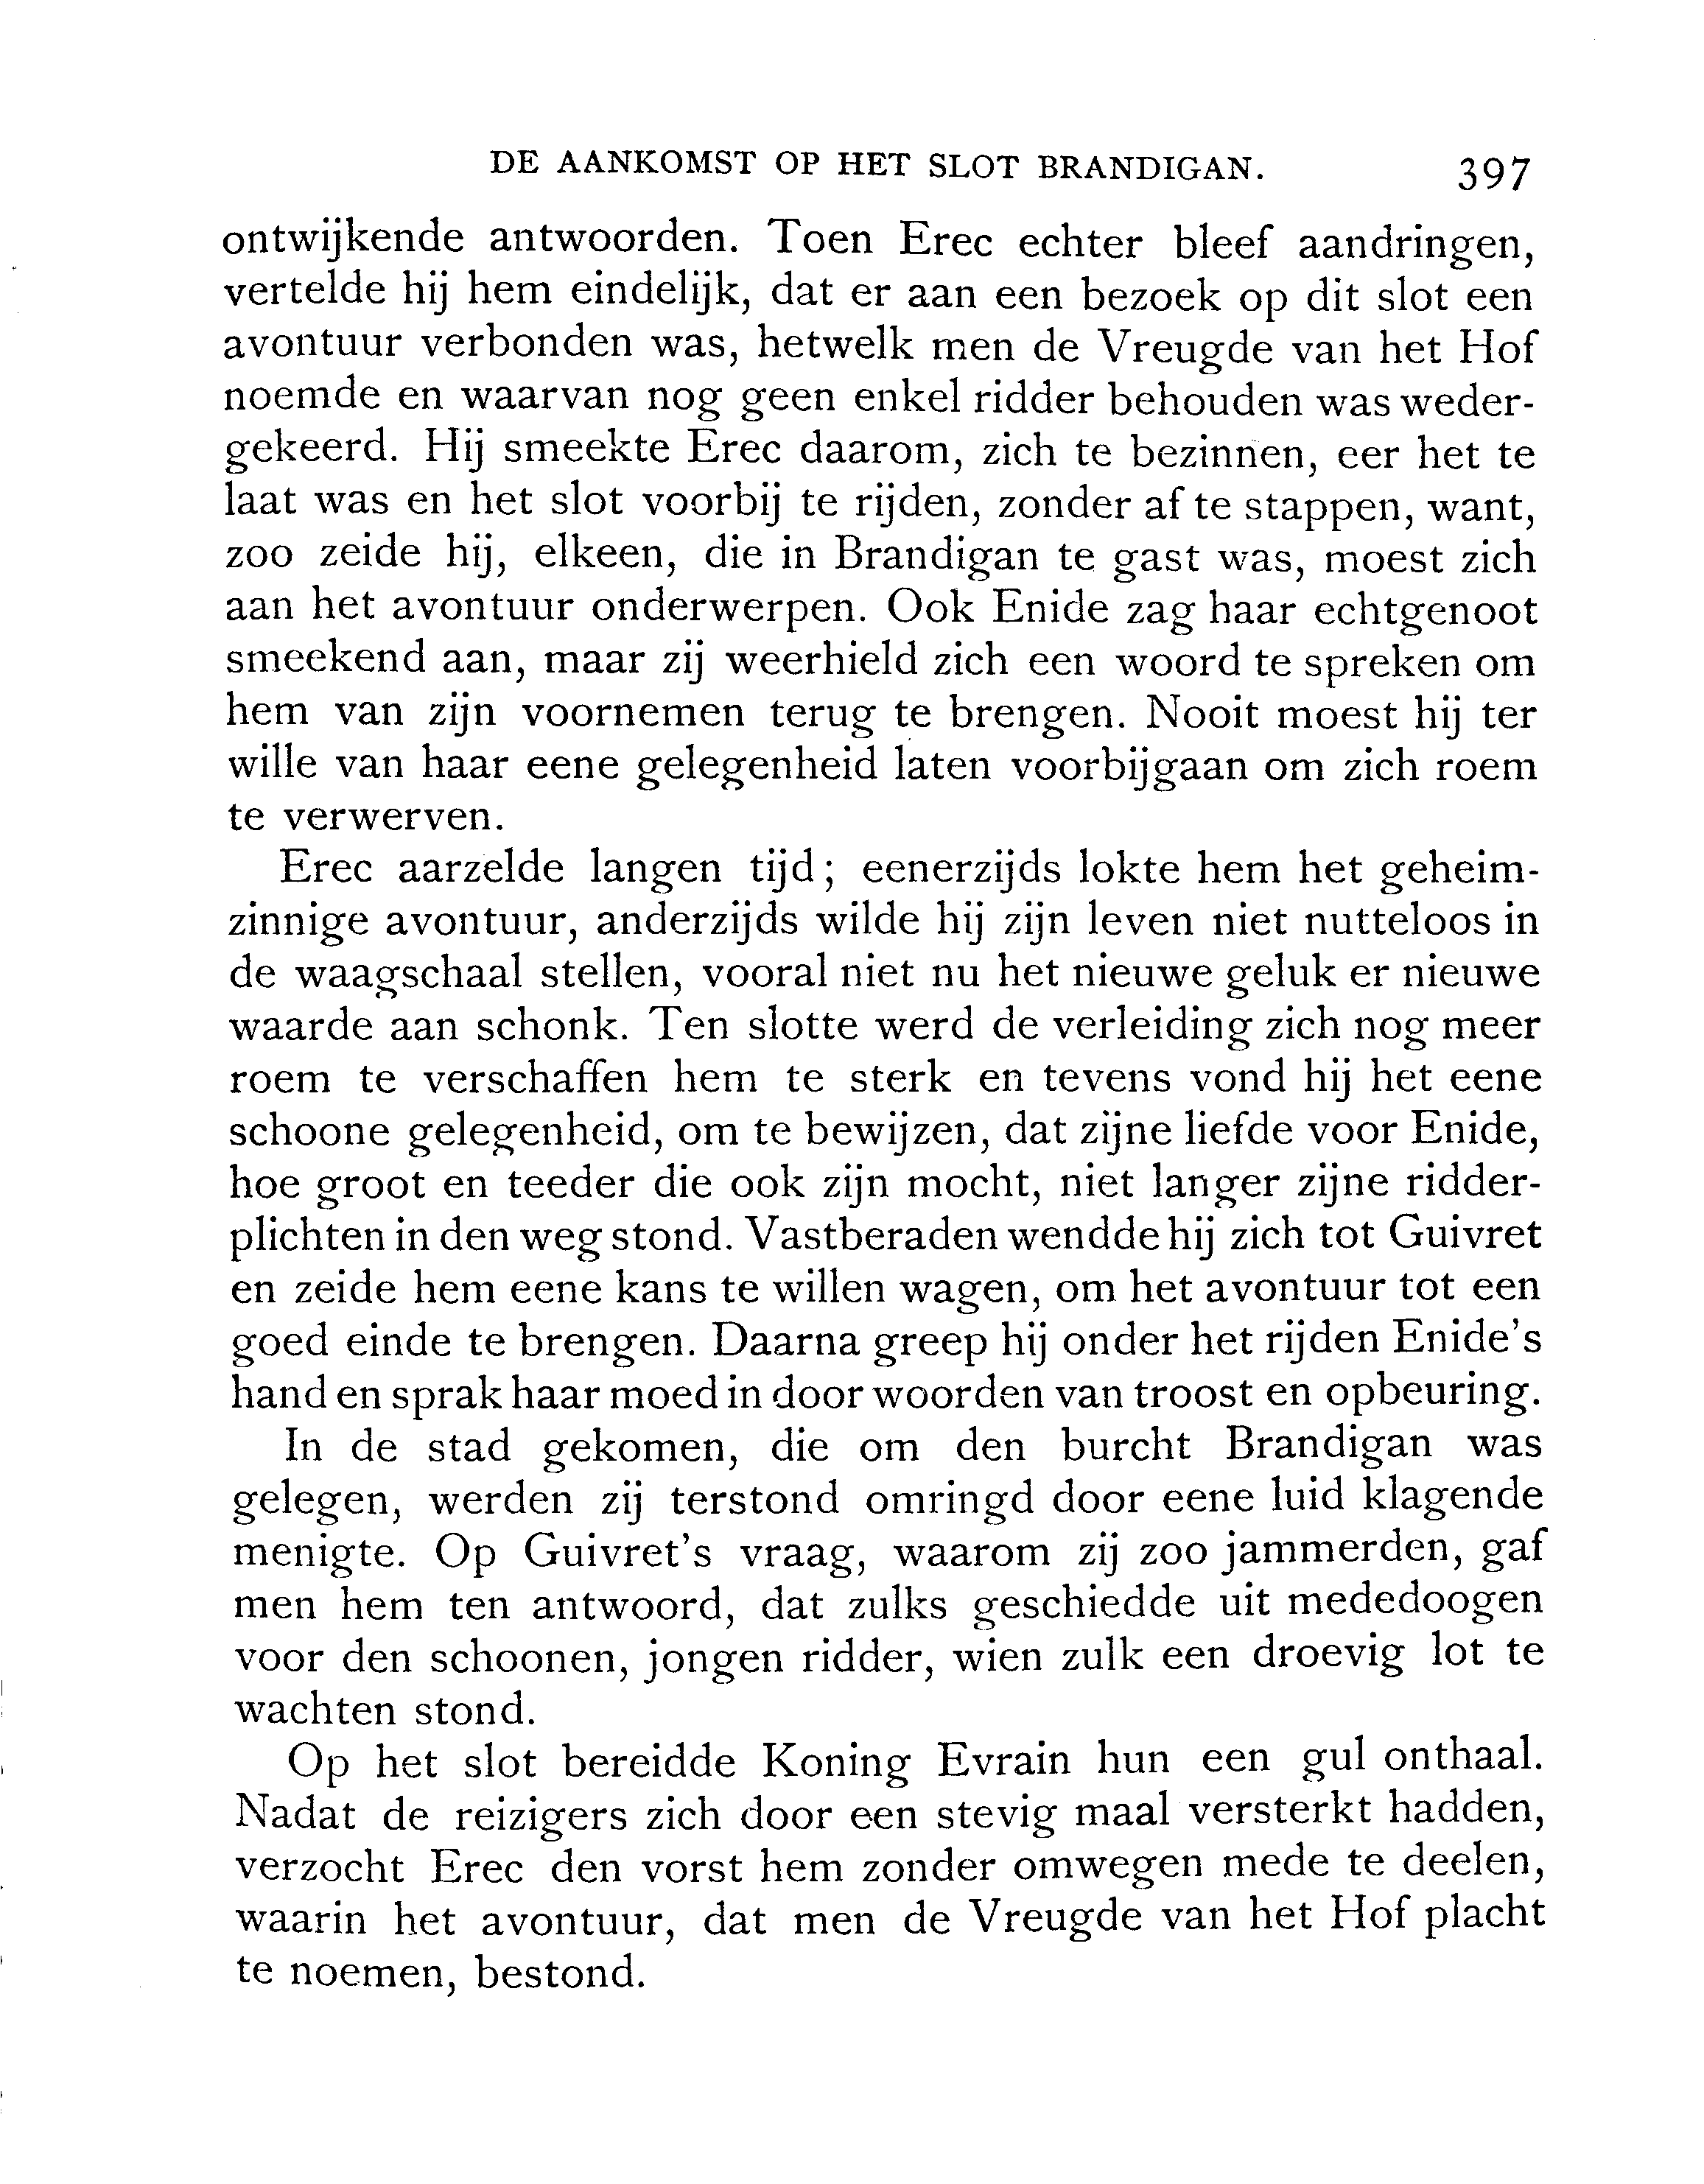 DE AANKOMST OP HET SLOT BRANDIGAN. 397
ontwijkende antwoorden. Toen Erec echter bleef aandringen,
vertelde hij hem eindelijk, dat er aan een bezoek op dit slot een
avontuur verbonden was, hetwelk men de Vreugde van het Hof
noemde en waarvan nog geen enkel ridder behouden was weder-
gekeerd. Hij smeekte Erec daarom, zich te bezinnen, eer het te
laat was en het slot voorbij te rijden, zonder af te stappen, want,
zoo zeide hij, elkeen, die in Brandigan te gast was, moest zich
aan het avontuur onderwerpen. Ook Enide zag haar echtgenoot
smeekend aan, maar zij weerhield zich een woord te spreken om
hem van zijn voornemen terug te brengen. Nooit moest hij ter
wille van haar eene gelegenheid laten voorbijgaan om zich roem
te verwerven.
Erec aarzelde langen tijd; eenerzijds lokte hem het geheim-
zinnige avontuur, anderzijds wilde hij zijn leven niet nutteloos in
de waagschaal stellen, vooral niet nu het nieuwe geluk er nieuwe
waarde aan schonk. Ten slotte werd de verleiding zich nog meer
roem te verschaffen hem te sterk en tevens vond hij het eene
schoone gelegenheid, om te bewijzen, dat zijne liefde voor Enide,
hoe groot en teeder die ook zijn mocht, niet langer zijne ridder-
plichten in den weg stond. Vastberaden wendde hij zich tot Guivret
en zeide hem eene kans te willen wagen, om het avontuur tot een
goed einde te brengen. Daarna greep hij onder het rijden Enide's
hand en sprak haar moed in door woorden van troost en opbeuring.
In de stad gekomen, die om den burcht Brandigan was
gelegen, werden zij terstond omringd door eene luid klagende
menigte. Op Guivret's vraag, waarom zij zoo jammerden, gaf
men hem ten antwoord, dat zulks geschiedde uit mededoogen
voor den schoonen, jongen ridder, wien zulk een droevig lot te
wachten stond.
Op het slot bereidde Koning Evrain hun een gul onthaal.
Nadat de reizigers zich door een stevig maal versterkt hadden,
verzocht Erec den vorst hem zonder omwegen mede te deelen,
waarin het avontuur, dat men de Vreugde van het Hof placht
te noemen, bestond.